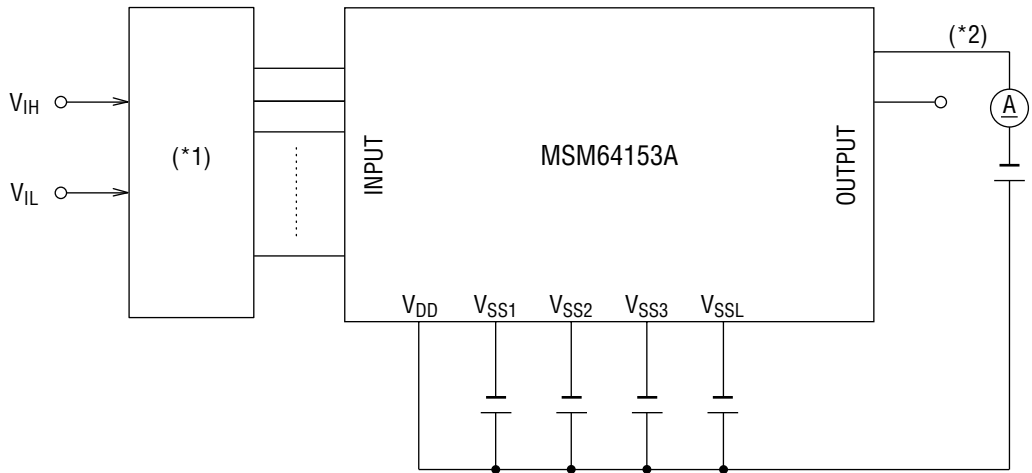 (*2)
VIH
A
(*1)
INPUT
MSM64153A
OUTPUT
VIL
VDD VSS1 VSS2 VSS3 VSSL